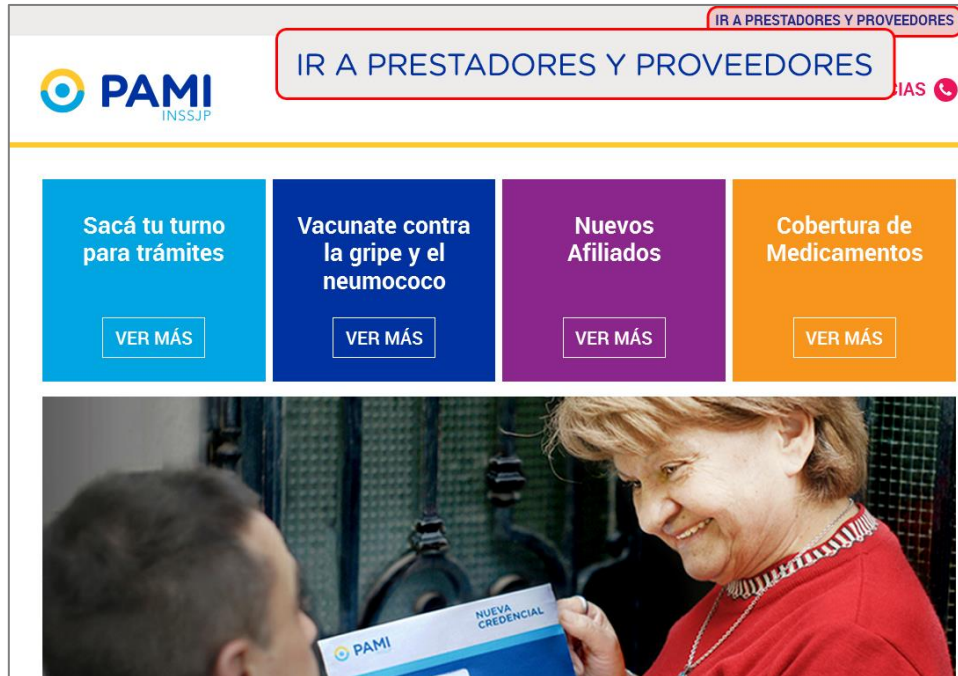 IR A PRESTADORES Y PROVEEDORES
IR A PRESTADORES Y PROVEEDORES
PAMI
INSSJP
Sacá tu turno
para trámites
VER MÁS
Vacunate contra
la gripe y el
neumococo
VER MÁS
Nuevos
Afiliados
VER MÁS
Cobertura de
Medicamentos
VER MÁS
PAMI
NUEVA
CREDENCIAL